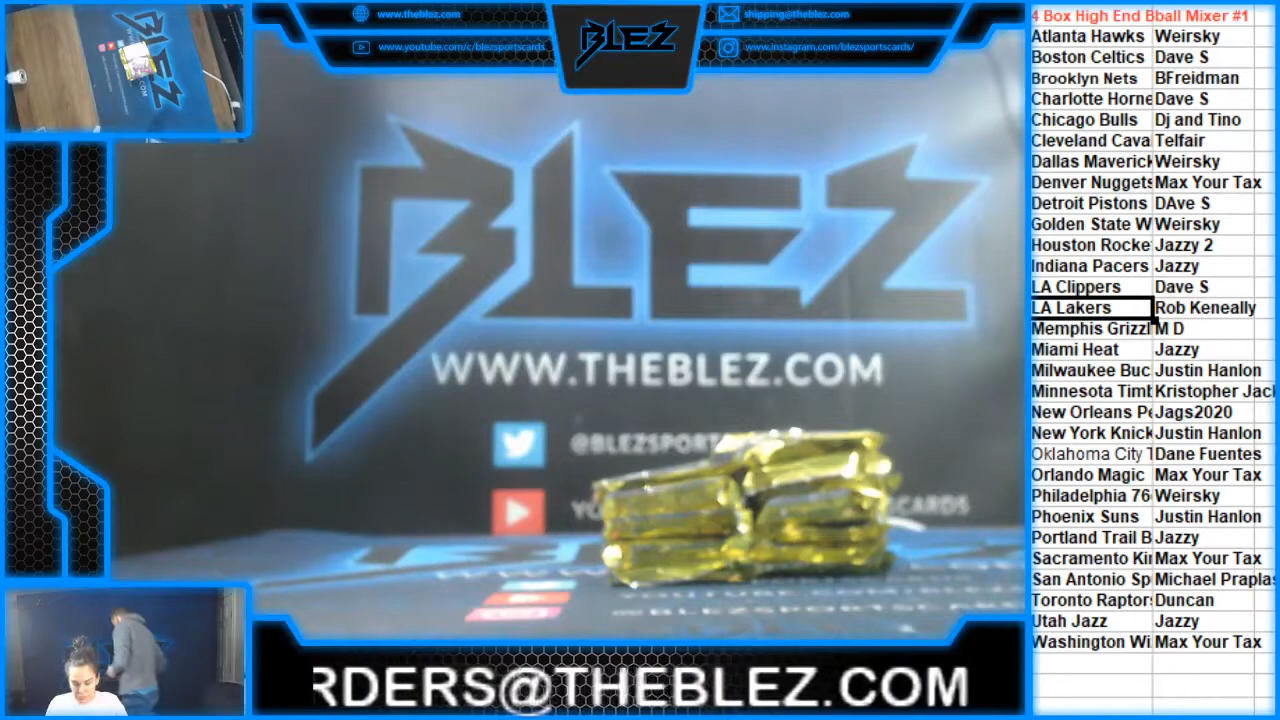 www.theblez.com
www.youtube.com/c/blezsportscards/
BLEZ
shipping@theblez.com
www.instagram.com/blezsportscards/
BLEZ
WWW.THEBLEZ.COM
@BLEZSPORT
YO
SCARDS
RDERS@THEBLEZ.COM
4 Box High End Bball Mixer #1
Atlanta Hawks Weirsky
Boston Celtics Dave S
Brooklyn Nets BFreidman
Charlotte Horne Dave S
Chicago Bulls Dj and Tino
Cleveland Cava Telfair
Dallas Maverick Weirsky
Denver Nuggets Max Your Tax
Detroit Pistons DAve S
Golden State W Weirsky
Houston Rocke Jazzy 2
Indiana Pacers Jazzy
LA Clippers Dave S
LA Lakers Rob Keneally
Memphis Grizzl M D
Miami Heat Jazzy
Milwaukee Buc Justin Hanlon
Minnesota Timb Kristopher Jack
New Orleans Pe Jags2020
New York Knick Justin Hanlon
Oklahoma City T Dane Fuentes
Orlando Magic Max Your Tax
Philadelphia 76 Weirsky
Phoenix Suns Justin Hanlon
Portland Trail B Jazzy
Sacramento Kin Max Your Tax
San Antonio Sp Michael Praplas
Toronto Raptors Duncan
Utah Jazz Jazzy
Washington Wi Max Your Tax